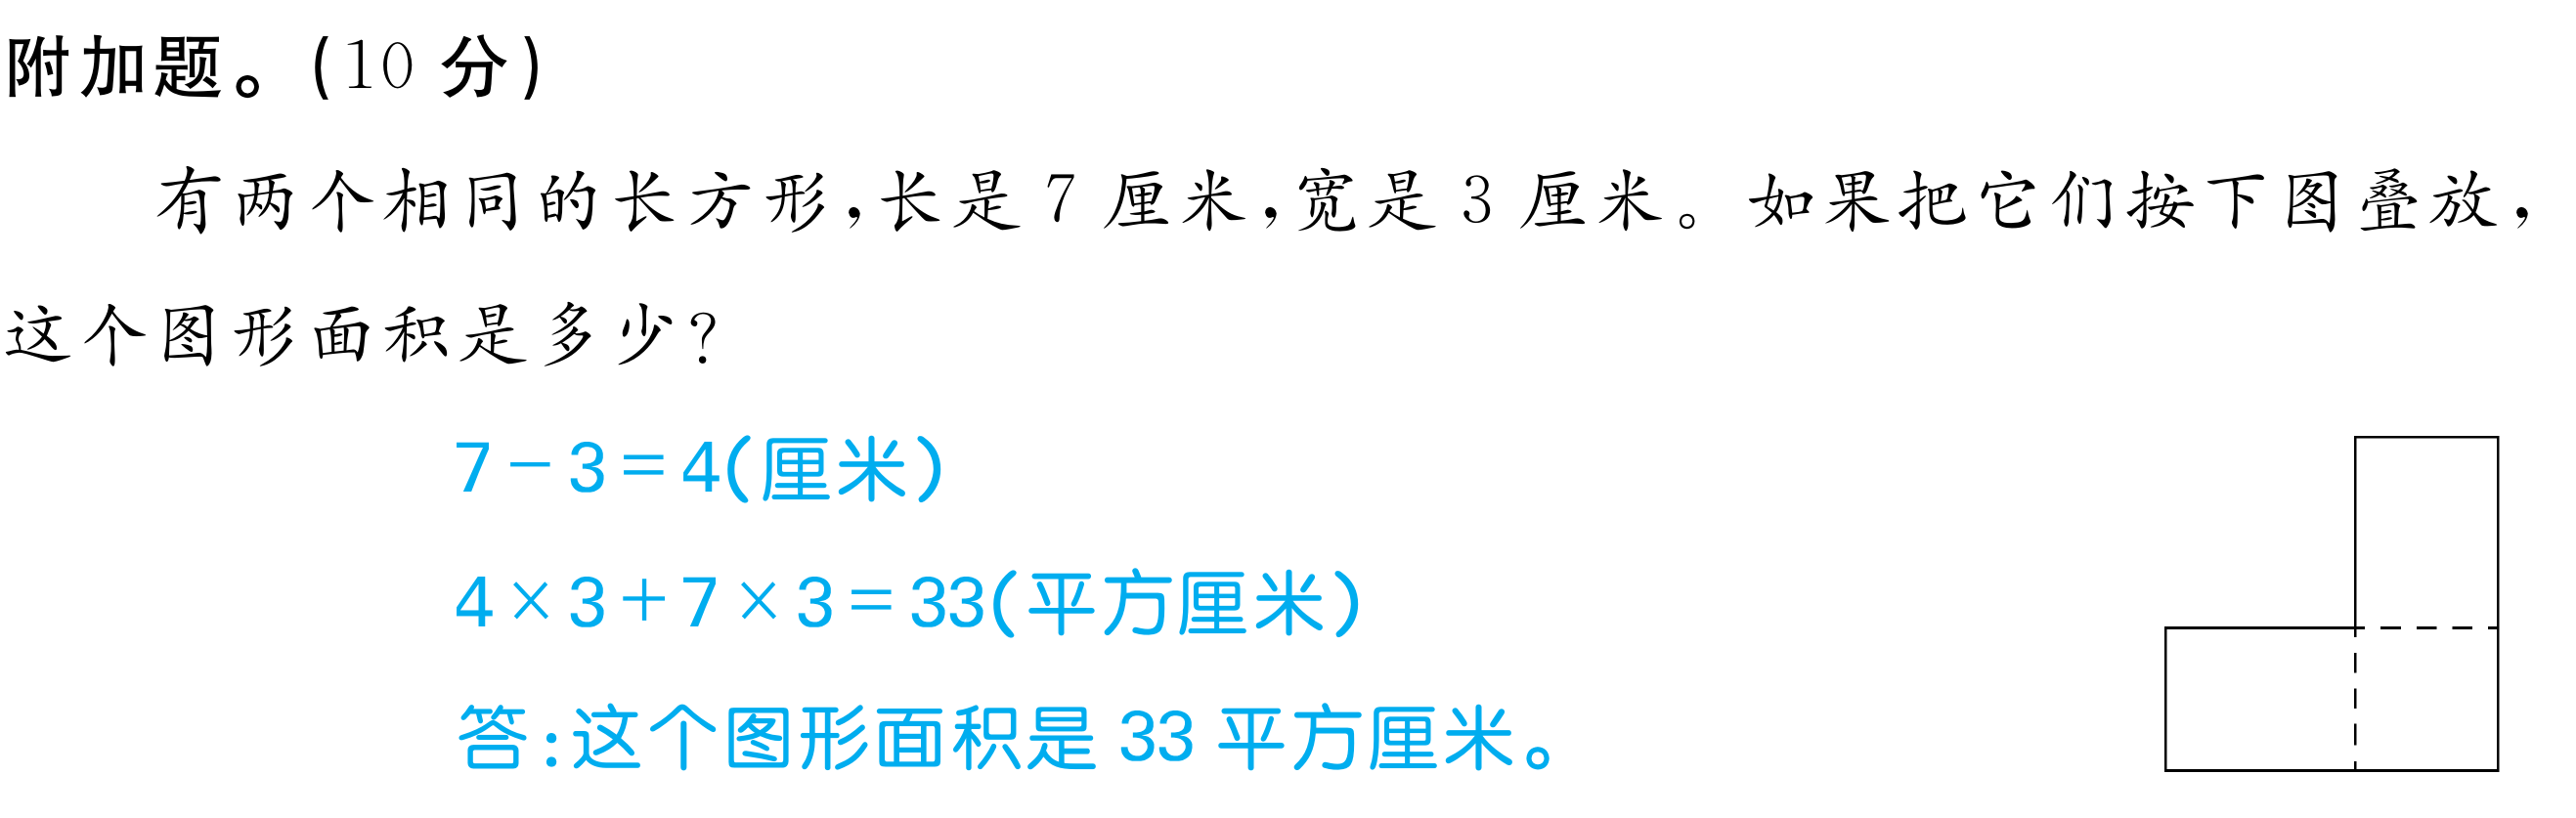 附加题。(10 分)
有两个相同的长方形,长是 7 厘米,宽是 3 厘米。如果把它们按下图叠放,
这个图形面积是多少?
7-3=4(厘米)
4×3+7×3=33(平方厘米)
答:这个图形面积是 33 平方厘米。